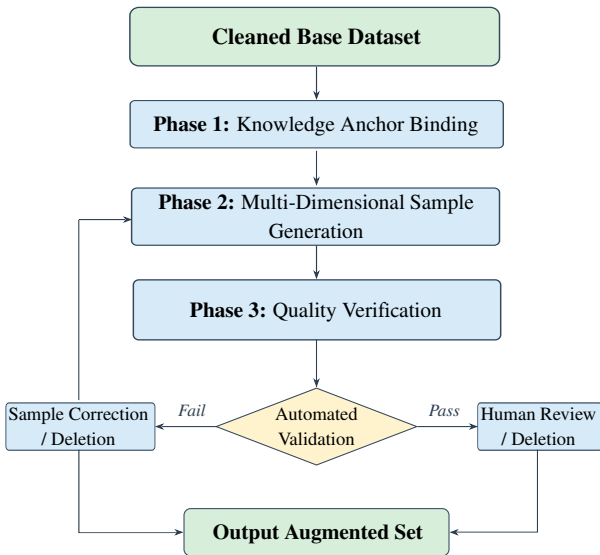 Cleaned Base Dataset
Phase 1: Knowledge Anchor Binding
Phase 2: Multi-Dimensional Sample
Generation
Phase 3: Quality Verification
Sample Correction
/ Deletion
Fail
Automated
Validation
Pass
Human Review
/ Deletion
Output Augmented Set